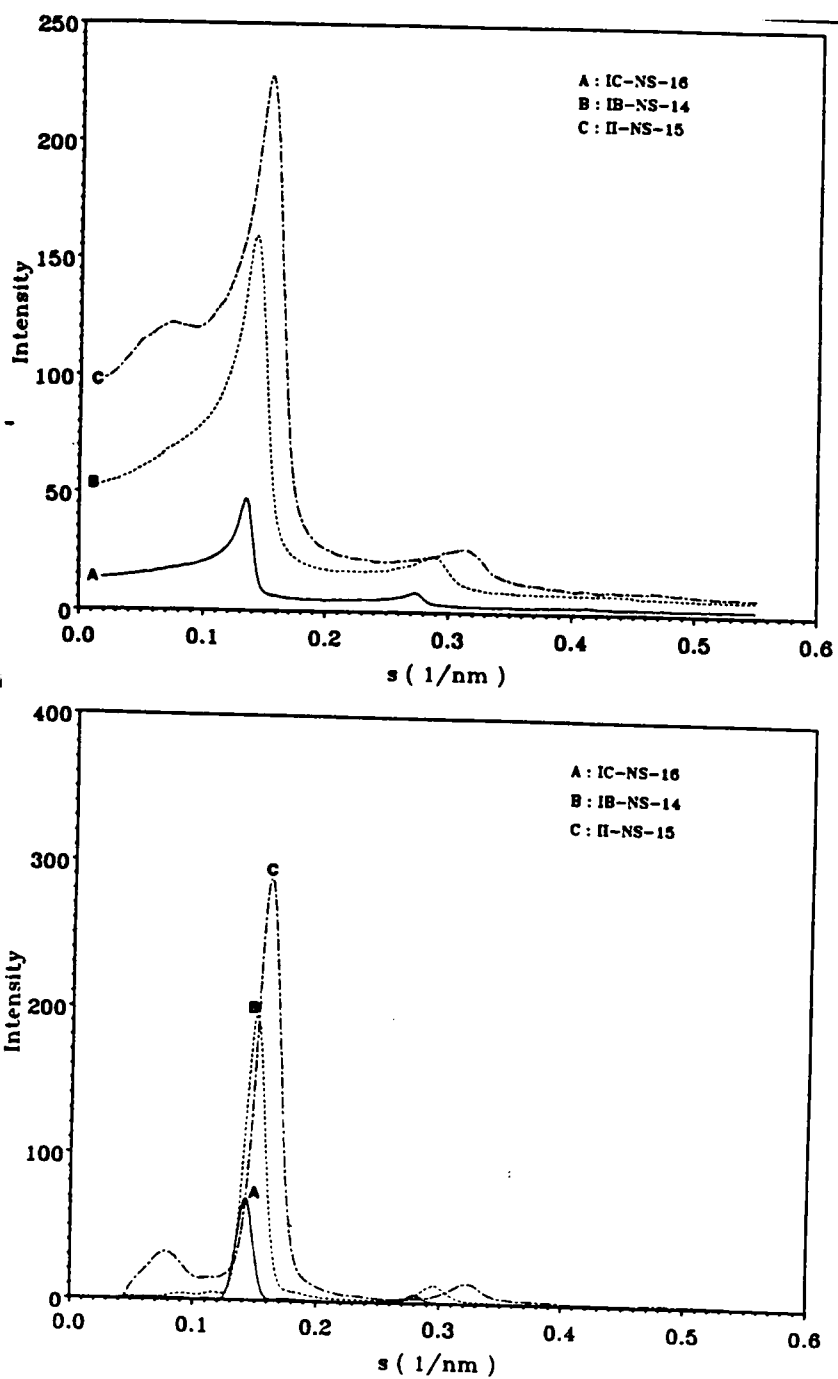 250
200
150
100
50
0
Intensity
A : IC-NS-16
B : IB-NS-14
C : II-NS-15
C
B
A
0.0 0.1 0.2 0.3 0.4 0.5 0.6
s ( 1/nm )
400
300
200
100
0
Intensity
A : IC-NS-16
B : IB-NS-14
C : II-NS-15
C
B
A
0.0 0.1 0.2 0.3 0.4 0.5 0.6
s ( 1/nm )